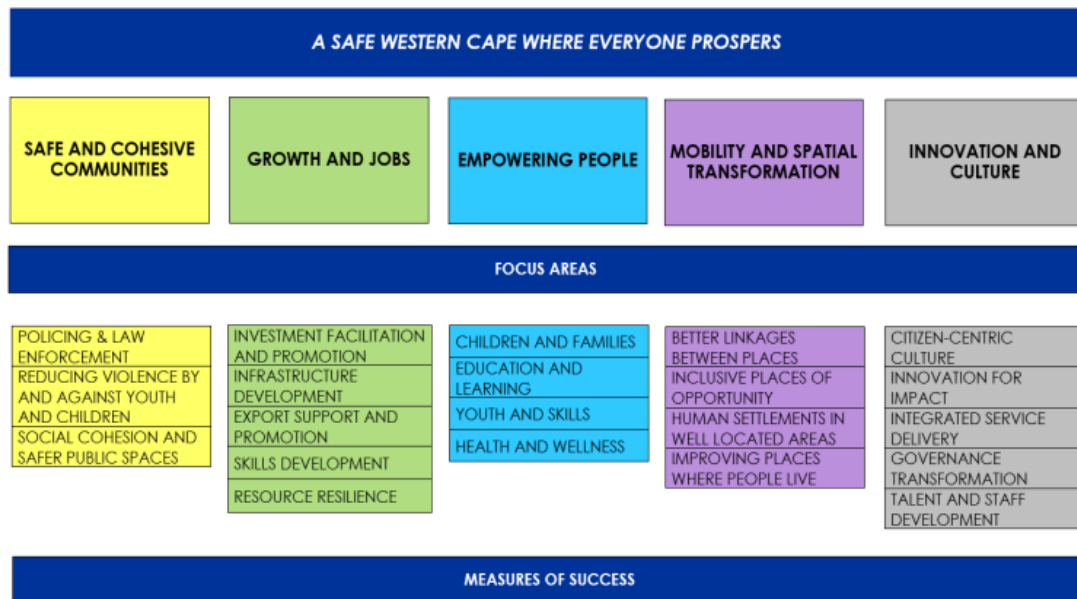 A SAFE WESTERN CAPE WHERE EVERYONE PROSPERS
SAFE AND COHESIVE
COMMUNITIES
GROWTH AND JOBS
EMPOWERING PEOPLE
MOBILITY AND SPATIAL
TRANSFORMATION
INNOVATION AND
CULTURE
FOCUS AREAS
POLICING & LAW
ENFORCEMENT
REDUCING VIOLENCE BY
AND AGAINST YOUTH
AND CHILDREN
SOCIAL COHESION AND
SAFER PUBLIC SPACES
INVESTMENT FACILITATION
AND PROMOTION
INFRASTRUCTURE
DEVELOPMENT
EXPORT SUPPORT AND
PROMOTION
SKILLS DEVELOPMENT
RESOURCE RESILIENCE
CHILDREN AND FAMILIES
EDUCATION AND
LEARNING
YOUTH AND SKILLS
HEALTH AND WELLNESS
BETTER LINKAGES
BETWEEN PLACES
INCLUSIVE PLACES OF
OPPORTUNITY
HUMAN SETTLEMENTS IN
WELL LOCATED AREAS
IMPROVING PLACES
WHERE PEOPLE LIVE
CITIZEN-CENTRIC
CULTURE
INNOVATION FOR
IMPACT
INTEGRATED SERVICE
DELIVERY
GOVERNANCE
TRANSFORMATION
TALENT AND STAFF
DEVELOPMENT
MEASURES OF SUCCESS